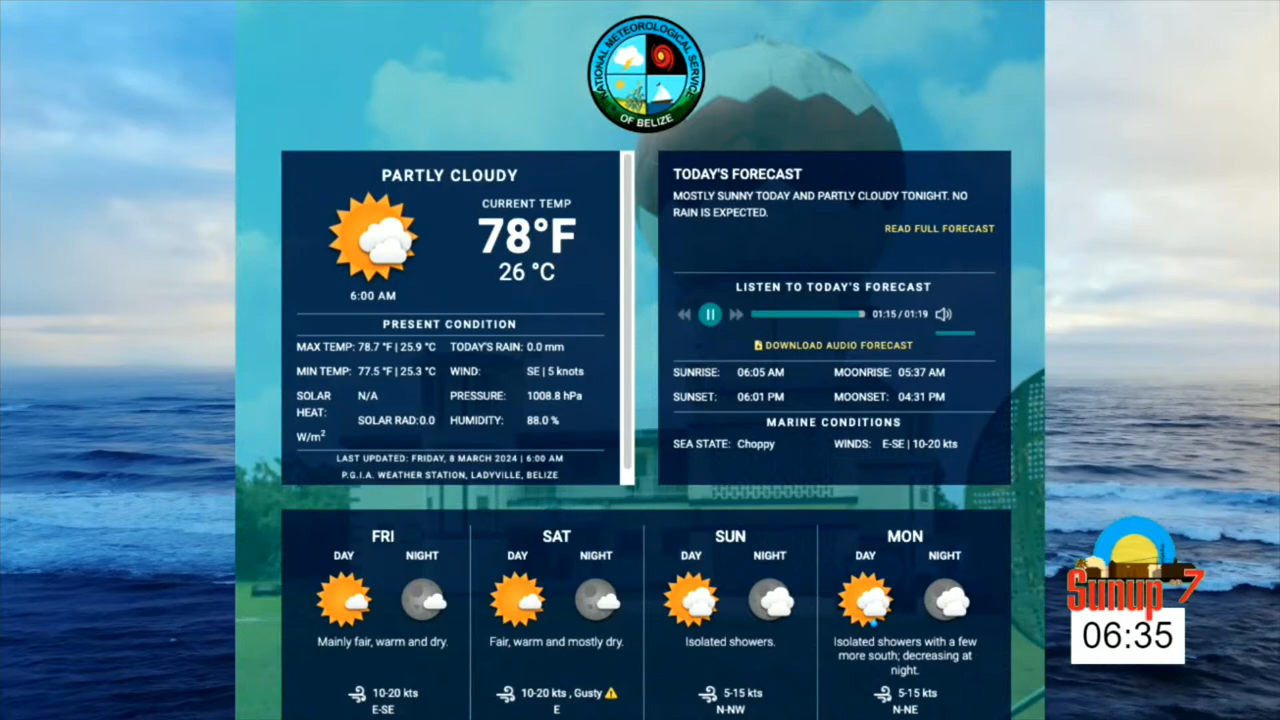 NATIONAL METEOROLOGICAL SERVICE
OF BELIZE
PARTLY CLOUDY
CURRENT TEMP
78°F
26 °C
6:00 AM
PRESENT CONDITION
MAX TEMP: 78.7 °F | 25.9 °C TODAY'S RAIN: 0.0 mm
MIN TEMP: 77.5 °F | 25.3 °C WIND: SE | 5 knots
SOLAR HEAT: N/A PRESSURE: 1008.8 hPa
SOLAR RAD: 0.0 HUMIDITY: 88.0 %
W/m²
LAST UPDATED: FRIDAY, 8 MARCH 2024 | 6:00 AM
P.G.I.A. WEATHER STATION, LADYVILLE, BELIZE
TODAY'S FORECAST
MOSTLY SUNNY TODAY AND PARTLY CLOUDY TONIGHT. NO
RAIN IS EXPECTED.
READ FULL FORECAST
LISTEN TO TODAY'S FORECAST
01:15 / 01:19
DOWNLOAD AUDIO FORECAST
SUNRISE: 06:05 AM MOONRISE: 05:37 AM
SUNSET: 06:01 PM MOONSET: 04:31 PM
MARINE CONDITIONS
SEA STATE: Choppy WINDS: E-SE | 10-20 kts
FRI
DAY NIGHT
Mainly fair, warm and dry.
10-20 kts
E-SE
SAT
DAY NIGHT
Fair, warm and mostly dry.
10-20 kts , Gusty
E
SUN
DAY NIGHT
Isolated showers.
5-15 kts
N-NW
MON
DAY NIGHT
Isolated showers with a few
more south; decreasing at
night.
5-15 kts
N-NE
Sunup 7
06:35